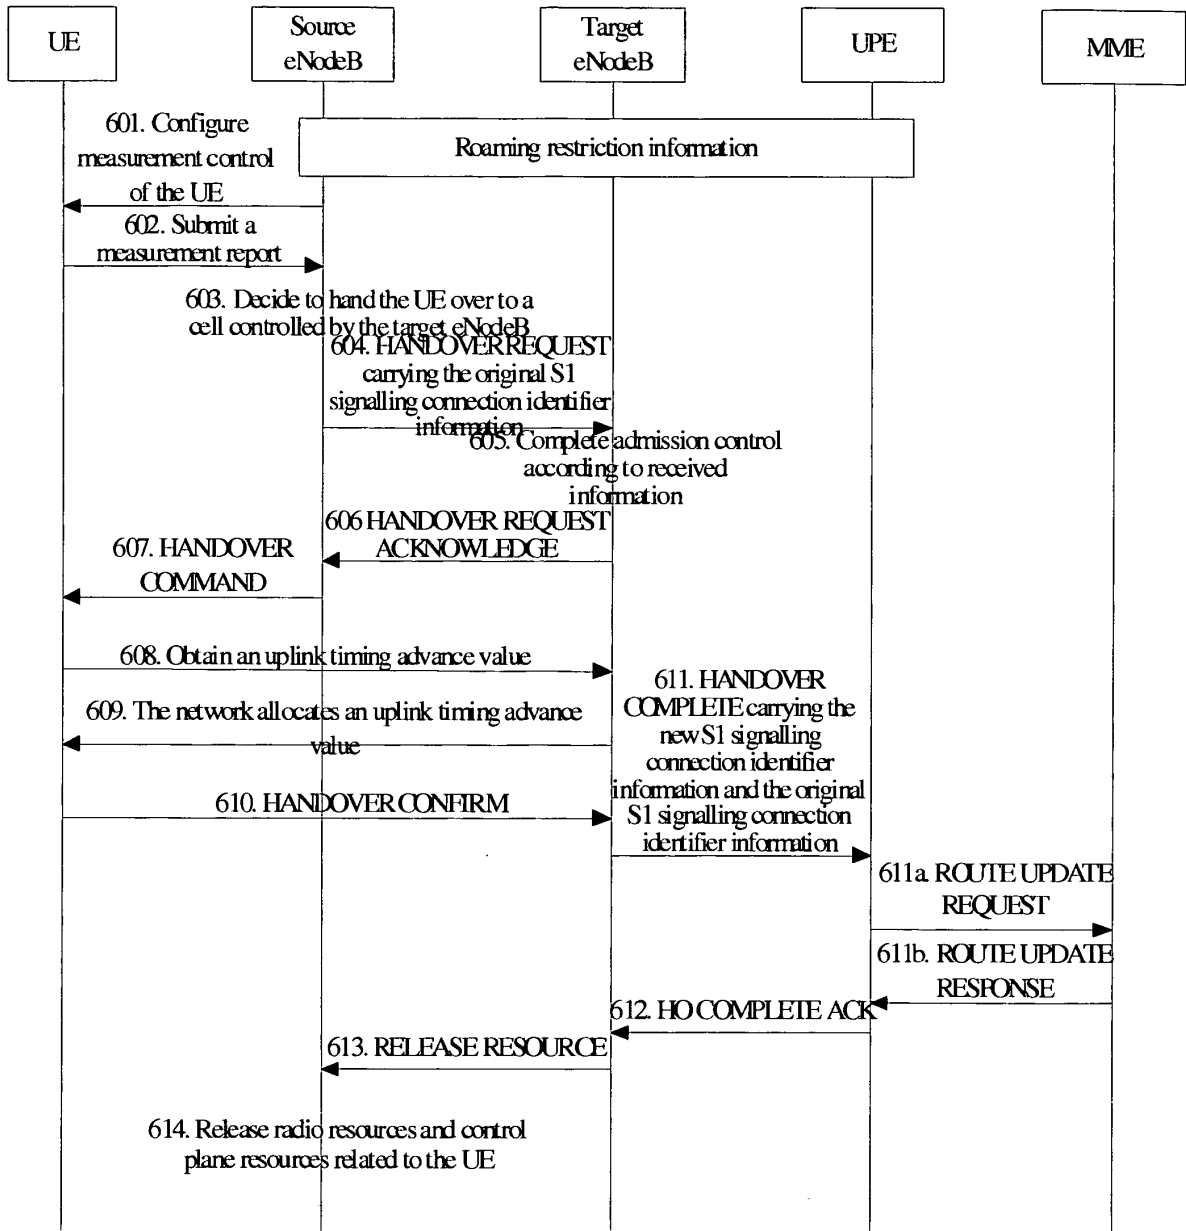 UE
Source
eNodeB
Target
eNodeB
UPE
MME
601. Configure
measurement control
of the UE
Roaming restriction information
602. Submit a
measurement report
603. Decide to hand the UE over to a
cell controlled by the target eNodeB
604. HANDOVER REQUEST
carrying the original S1
signalling connection identifier
information
605. Complete admission control
according to received
information
606 HANDOVER REQUEST
ACKNOWLEDGE
607. HANDOVER
COMMAND
608. Obtain an uplink timing advance value
609. The network allocates an uplink timing advance
value
610. HANDOVER CONFIRM
611. HANDOVER
COMPLETE carrying the
new S1 signalling
connection identifier
information and the original
S1 signalling connection
identifier information
611a. ROUTE UPDATE
REQUEST
611b. ROUTE UPDATE
RESPONSE
612. HO COMPLETE ACK
613. RELEASE RESOURCE
614. Release radio resources and control
plane resources related to the UE